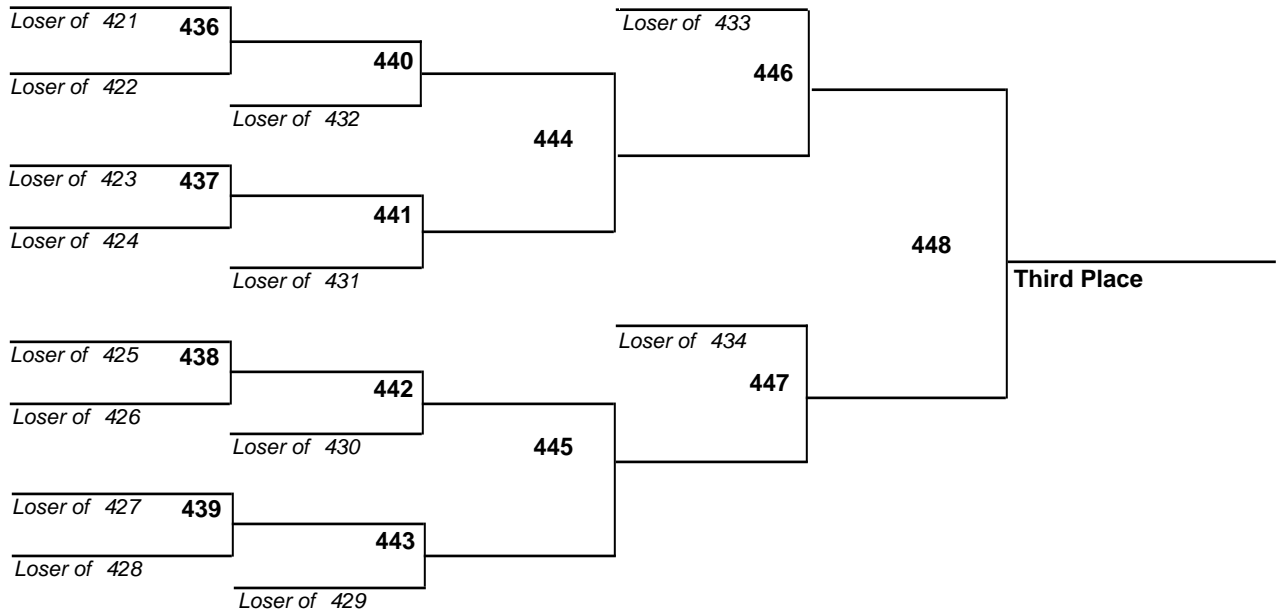 Loser of 421
436
Loser of 433
440
446
Loser of 422
Loser of 432
444
Loser of 423
437
441
Loser of 424
448
Loser of 431
Third Place
Loser of 434
Loser of 425
438
447
442
Loser of 426
Loser of 430
445
Loser of 427
439
443
Loser of 428
Loser of 429